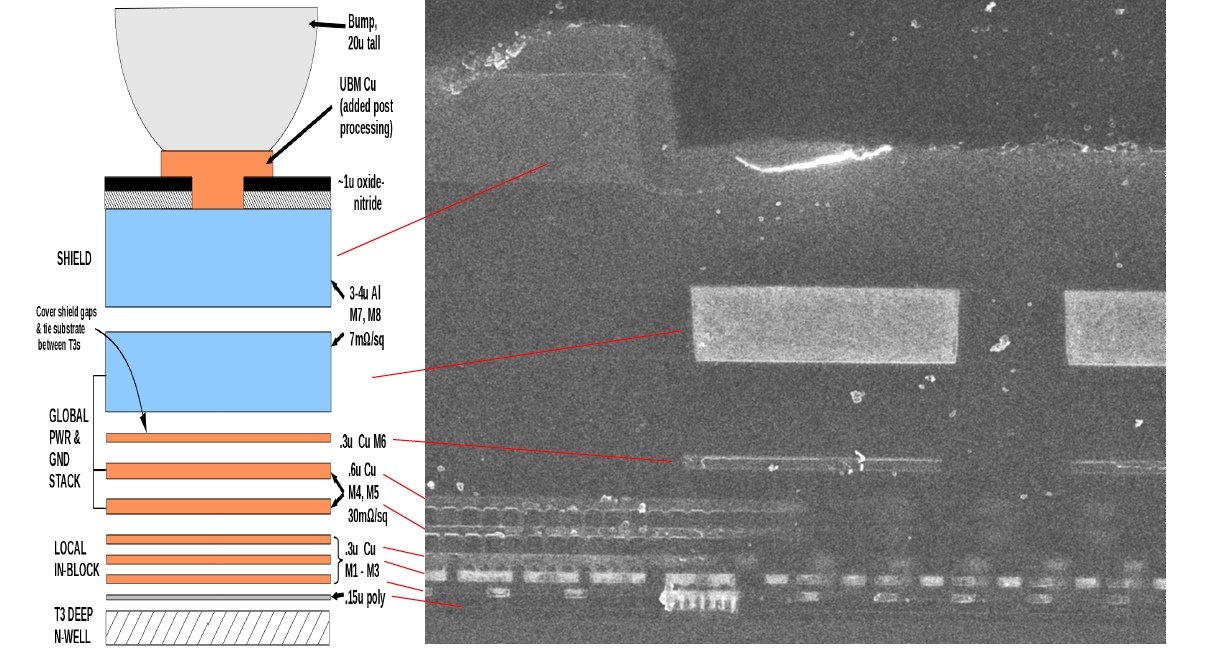 Bump,
20u tall
UBM Cu
(added post
processing)
~1u oxide-
nitride
SHIELD
3-4u Al
M7, M8
7mΩ/sq
Cover shield gaps
& tie substrate
between T3s
GLOBAL
PWR &
GND
STACK
.3u Cu M6
.6u Cu
M4, M5
30mΩ/sq
LOCAL
IN-BLOCK
.3u Cu
M1 - M3
.15u poly
T3 DEEP
N-WELL